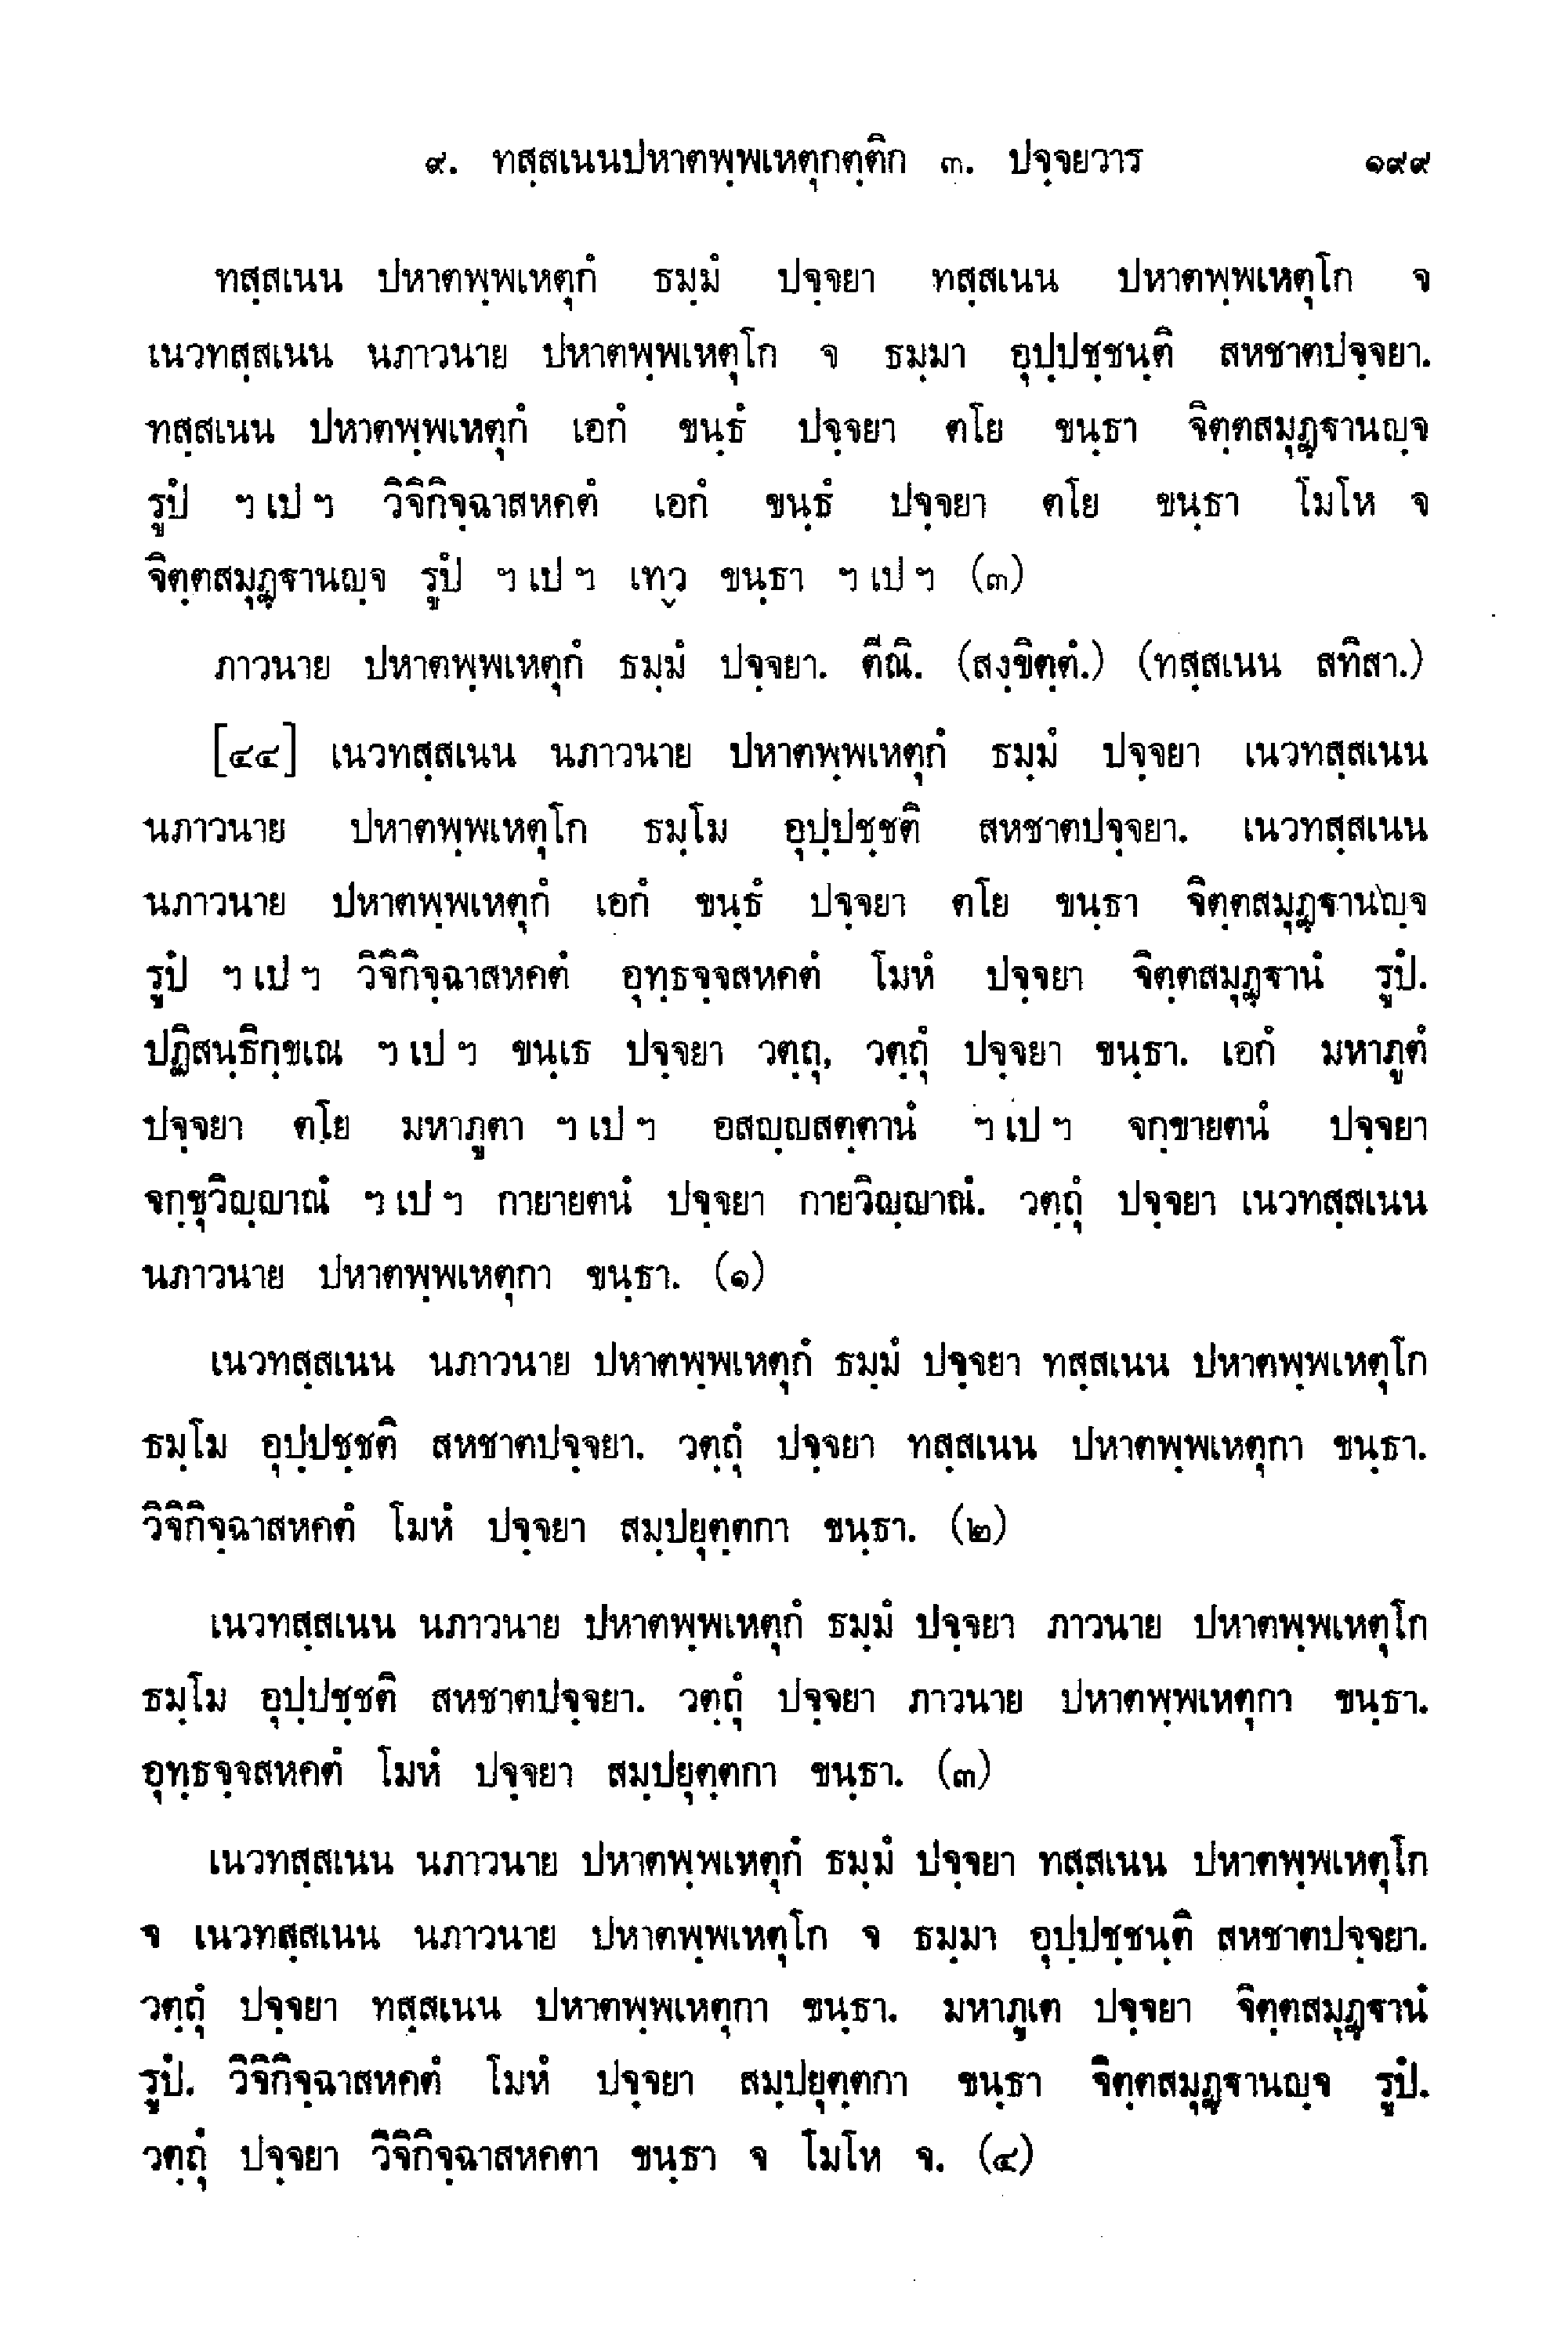 ๙. ทสฺสเนนปหาตพฺพเหตุกตฺติก ๓. ปจฺจยวาร ๑๙๙
ทสฺสเนน ปหาตพฺพเหตุกํ ธมฺมํ ปจฺจยา ทสฺสเนน ปหาตพฺพเหตุโก จ
เนวทสฺสเนน นภาวนาย ปหาตพฺพเหตุโก จ ธมฺมา อุปฺปชฺชนฺติ สหชาตปจฺจยา.
ทสฺสเนน ปหาตพฺพเหตุกํ เอกํ ขนฺธํ ปจฺจยา ตโย ขนฺธา จิตฺตสมุฏฺฐานญฺจ
รูปํ ฯ เป ฯ วิจิกิจฺฉาสหคตํ เอกํ ขนฺธํ ปจฺจยา ตโย ขนฺธา โมโห จ
จิตฺตสมุฏฺฐานญฺจ รูปํ ฯ เป ฯ เทฺว ขนฺธา ฯ เป ฯ (๓)
ภาวนาย ปหาตพฺพเหตุกํ ธมฺมํ ปจฺจยา. ตีณิ. (สงฺขิตฺตํ.) (ทสฺสเนน สทิสา.)
[๔๔] เนวทสฺสเนน นภาวนาย ปหาตพฺพเหตุกํ ธมฺมํ ปจฺจยา เนวทสฺสเนน
นภาวนาย ปหาตพฺพเหตุโก ธมฺโม อุปฺปชฺชติ สหชาตปจฺจยา. เนวทสฺสเนน
นภาวนาย ปหาตพฺพเหตุกํ เอกํ ขนฺธํ ปจฺจยา ตโย ขนฺธา จิตฺตสมุฏฺฐานญฺจ
รูปํ ฯ เป ฯ วิจิกิจฺฉาสหคตํ อุทฺธจฺจสหคตํ โมหํ ปจฺจยา จิตฺตสมุฏฺฐานํ รูปํ.
ปฏิสนฺธิกฺขเณ ฯ เป ฯ ขนฺเธ ปจฺจยา วตฺถุ, วตฺถุํ ปจฺจยา ขนฺธา. เอกํ มหาภูตํ
ปจฺจยา ตโย มหาภูตา ฯ เป ฯ อสญฺญสตฺตานํ ฯ เป ฯ จกฺขายตนํ ปจฺจยา
จกฺขุวิญฺญาณํ ฯ เป ฯ กายายตนํ ปจฺจยา กายวิญฺญาณํ. วตฺถุํ ปจฺจยา เนวทสฺสเนน
นภาวนาย ปหาตพฺพเหตุกา ขนฺธา. (๑)
เนวทสฺสเนน นภาวนาย ปหาตพฺพเหตุกํ ธมฺมํ ปจฺจยา ทสฺสเนน ปหาตพฺพเหตุโก
ธมฺโม อุปฺปชฺชติ สหชาตปจฺจยา. วตฺถุํ ปจฺจยา ทสฺสเนน ปหาตพฺพเหตุกา ขนฺธา.
วิจิกิจฺฉาสหคตํ โมหํ ปจฺจยา สมฺปยุตฺตกา ขนฺธา. (๒)
เนวทสฺสเนน นภาวนาย ปหาตพฺพเหตุกํ ธมฺมํ ปจฺจยา ภาวนาย ปหาตพฺพเหตุโก
ธมฺโม อุปฺปชฺชติ สหชาตปจฺจยา. วตฺถุํ ปจฺจยา ภาวนาย ปหาตพฺพเหตุกา ขนฺธา.
อุทฺธจฺจสหคตํ โมหํ ปจฺจยา สมฺปยุตฺตกา ขนฺธา. (๓)
เนวทสฺสเนน นภาวนาย ปหาตพฺพเหตุกํ ธมฺมํ ปจฺจยา ทสฺสเนน ปหาตพฺพเหตุโก
จ เนวทสฺสเนน นภาวนาย ปหาตพฺพเหตุโก จ ธมฺมา อุปฺปชฺชนฺติ สหชาตปจฺจยา.
วตฺถุํ ปจฺจยา ทสฺสเนน ปหาตพฺพเหตุกา ขนฺธา. มหาภูเต ปจฺจยา จิตฺตสมุฏฺฐานํ
รูปํ. วิจิกิจฺฉาสหคตํ โมหํ ปจฺจยา สมฺปยุตฺตกา ขนฺธา จิตฺตสมุฏฺฐานญฺจ รูปํ.
วตฺถุํ ปจฺจยา วิจิกิจฺฉาสหคตา ขนฺธา จ โมโห จ. (๔)